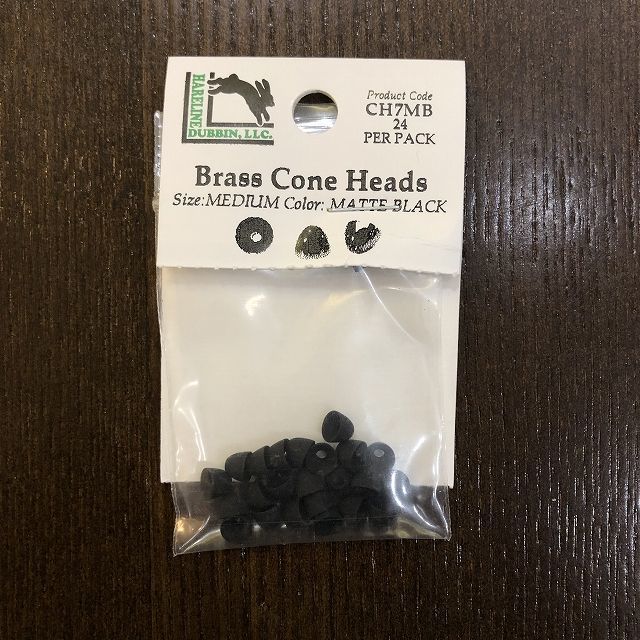 HARELINE
DUBBIN, LLC.
Product Code
CH7MB
24
PER PACK
Brass Cone Heads
Size:MEDIUM Color: MATTE BLACK